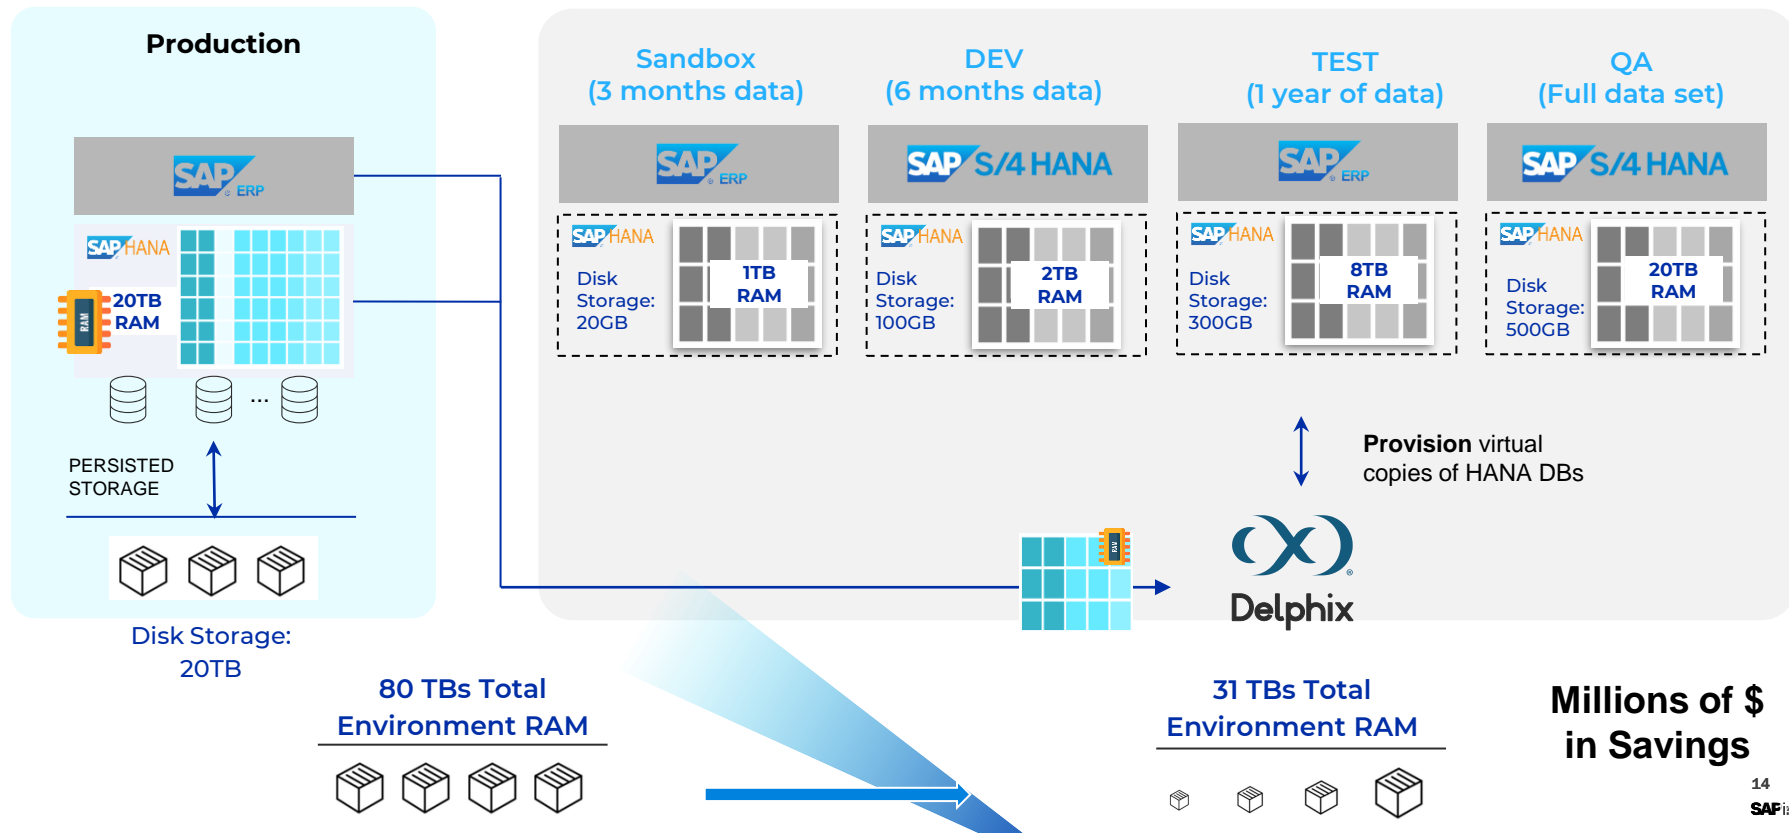 Production
SAP
ERP
SAP HANA
20TB
RAM
RAM
...
PERSISTED
STORAGE
Disk Storage:
20TB
Sandbox
(3 months data)
SAP
® ERP
SAP HANA
Disk
Storage:
20GB
1TB
RAM
DEV
(6 months data)
SAP S/4 HANA
SAP HANA
Disk
Storage:
100GB
2TB
RAM
TEST
(1 year of data)
SAP
® ERP
SAP HANA
Disk
Storage:
300GB
8TB
RAM
QA
(Full data set)
SAP S/4 HANA
SAP HANA
Disk
Storage:
500GB
20TB
RAM
Provision virtual
copies of HANA DBs
RAM
Delphix
80 TBs Total
Environment RAM
31 TBs Total
Environment RAM
Millions of $
in Savings
14
SAP